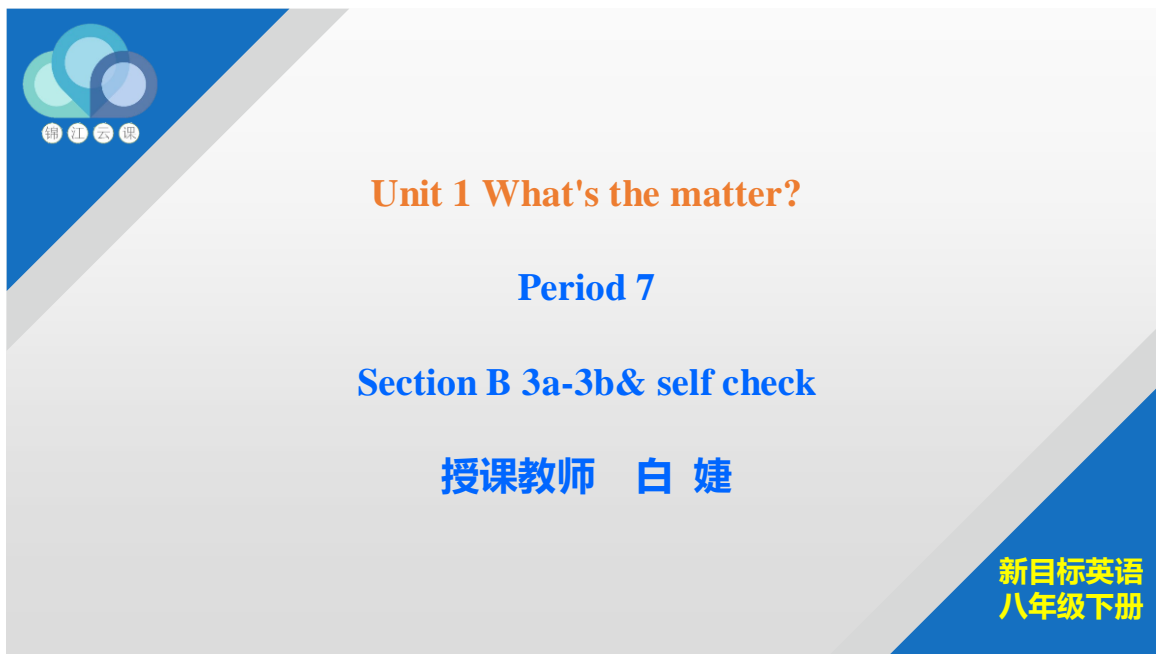 锦江云课
Unit 1 What's the matter?
Period 7
Section B 3a-3b& self check
授课教师 白 婕
新目标英语
八年级下册